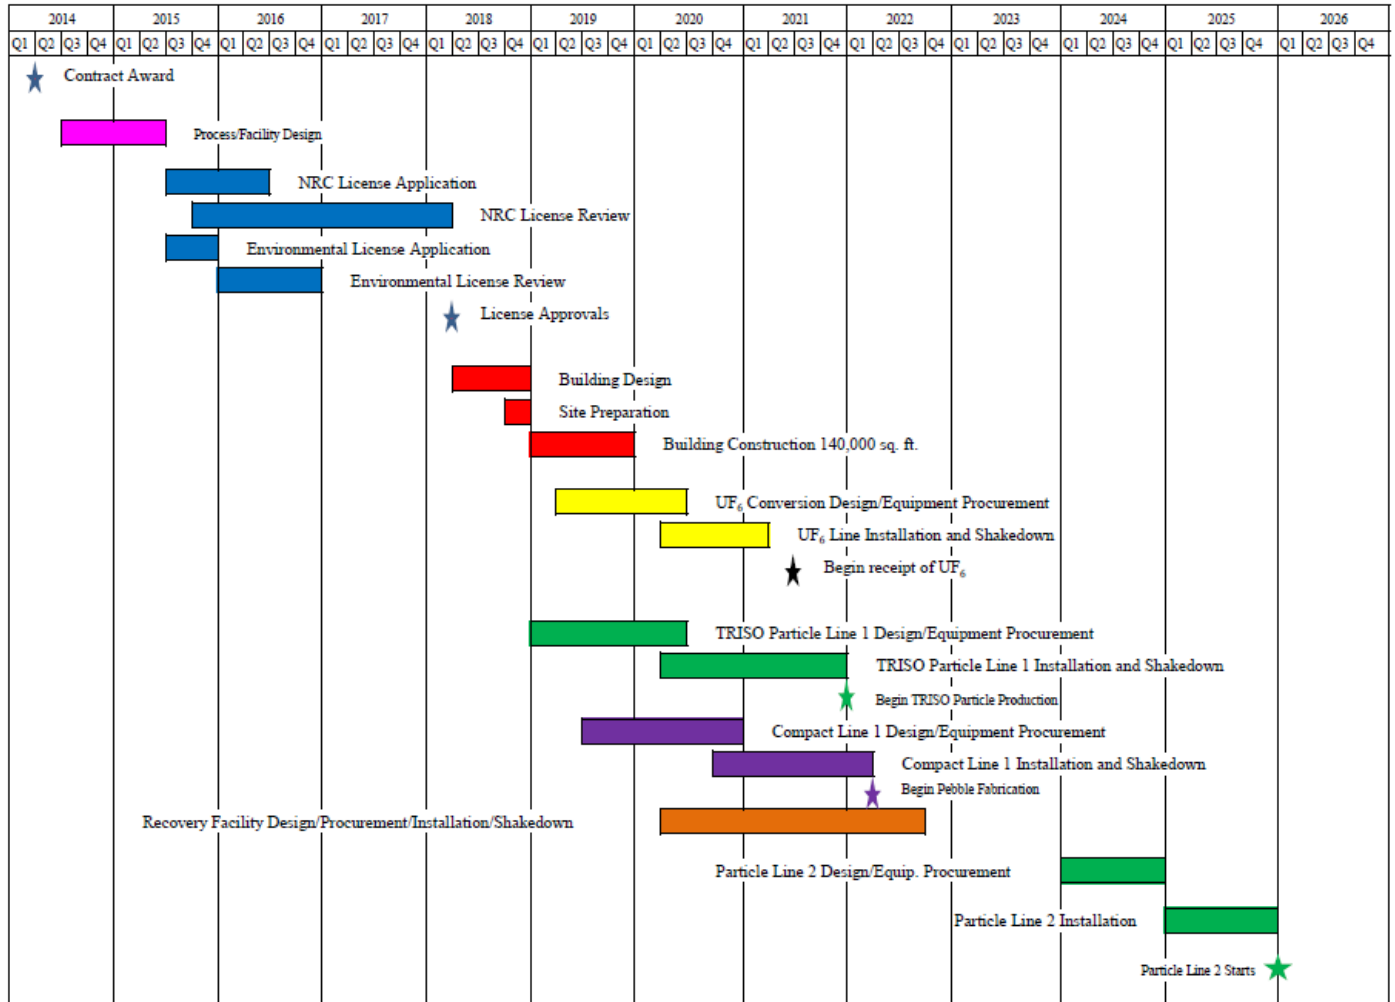 2014 2015 2016 2017 2018 2019 2020 2021 2022 2023 2024 2025 2026
Q1 Q2 Q3 Q4 Q1 Q2 Q3 Q4 Q1 Q2 Q3 Q4 Q1 Q2 Q3 Q4 Q1 Q2 Q3 Q4 Q1 Q2 Q3 Q4 Q1 Q2 Q3 Q4 Q1 Q2 Q3 Q4 Q1 Q2 Q3 Q4 Q1 Q2 Q3 Q4 Q1 Q2 Q3 Q4 Q1 Q2 Q3 Q4 Q1 Q2 Q3 Q4
Contract Award
Process/Facility Design
NRC License Application
NRC License Review
Environmental License Application
Environmental License Review
License Approvals
Building Design
Site Preparation
Building Construction 140,000 sq. ft.
UF₆ Conversion Design/Equipment Procurement
UF₆ Line Installation and Shakedown
Begin receipt of UF₆
TRISO Particle Line 1 Design/Equipment Procurement
TRISO Particle Line 1 Installation and Shakedown
Begin TRISO Particle Production
Compact Line 1 Design/Equipment Procurement
Compact Line 1 Installation and Shakedown
Begin Pebble Fabrication
Recovery Facility Design/Procurement/Installation/Shakedown
Particle Line 2 Design/Equip. Procurement
Particle Line 2 Installation
Particle Line 2 Starts